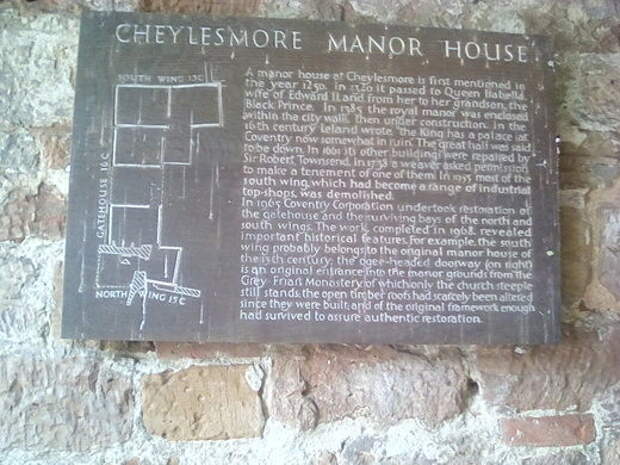 CHEYLESMORE MANOR HOUSE
SOUTH WING 13C
GATEHOUSE 16C
NORTH WING 15C
A manor house at Cheylesmore is first mentioned in
the year 1250. In 1320 it passed to Queen Isabella
wife of Edward II and from her to her grandson, the
Black Prince. In 1385 the royal manor was enclosed
within the city wall, then under construction. In the
16th century Leland wrote "the King has a palace at
Coventry now somewhat in ruin". The great hall was said
to be down. In 1661 its other buildings were repaired by
Sir Robert Townsend. In 1738 a weaver asked permission
to make a tenement of one of them. In 1955 most of the
south wing, which had become a range of industrial
top-shops, was demolished.
In 1965 Coventry Corporation undertook restoration of
the gatehouse and the surviving bays of the north and
south wings. The work, completed in 1968, revealed
important historical features. For example, the south
wing probably belongs to the original manor house of
the 13th century; the ogee-headed doorway (on right)
is an original entrance into the manor grounds from the
Grey Friars Monastery of which only the church steeple
still stands; the open timber roofs had scarcely been altered
since they were built, and of the original framework enough
had survived to assure authentic restoration.